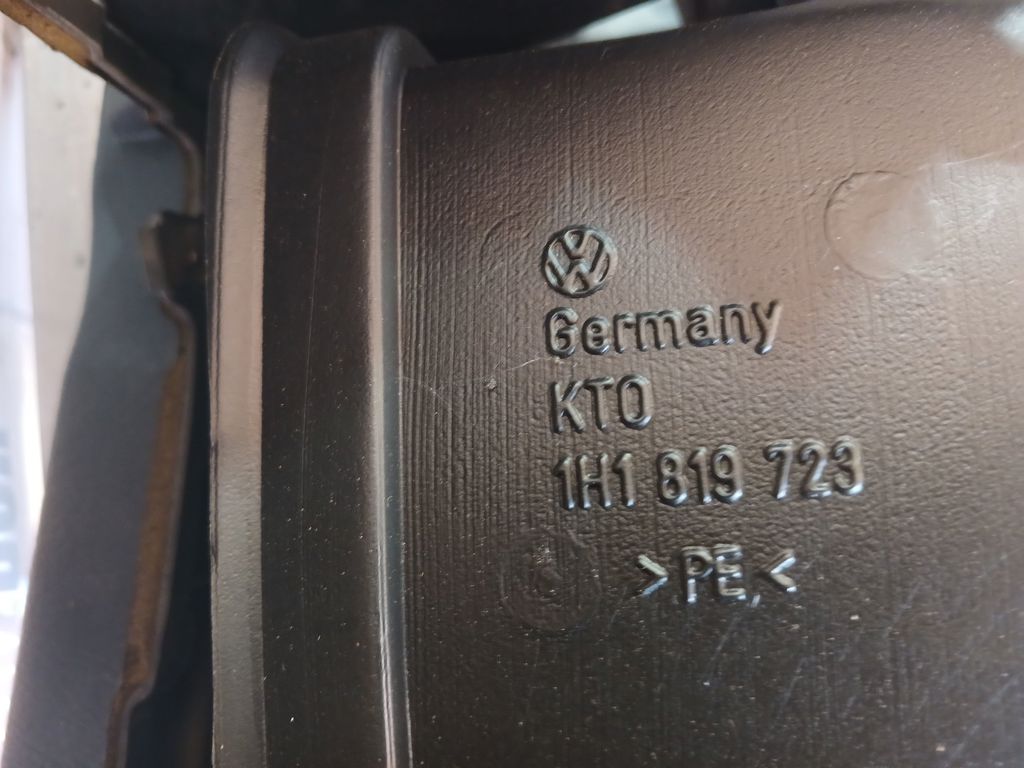 Germany
KTO
1H1 819 723
>PE<